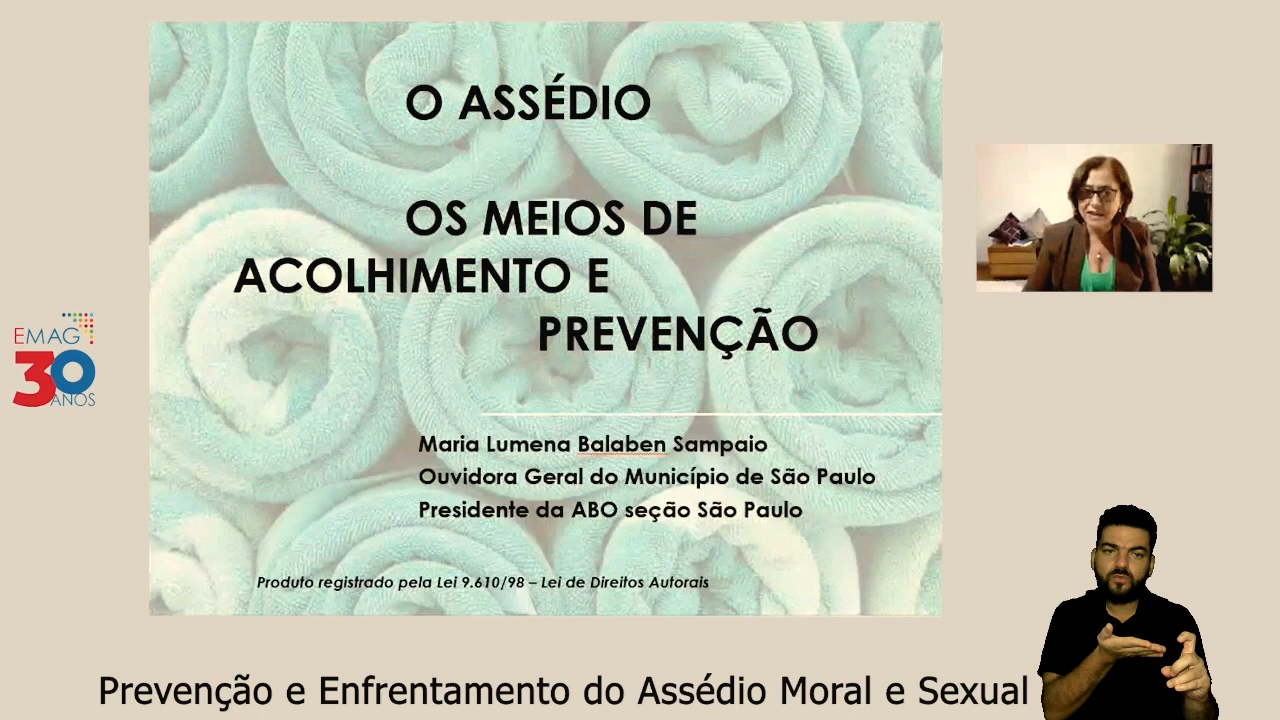 O ASSÉDIO
OS MEIOS DE
ACOLHIMENTO E
PREVENÇÃO
Maria Lumena Balaben Sampaio
Ouvidora Geral do Município de São Paulo
Presidente da ABO seção São Paulo
Produto registrado pela Lei 9.610/98 – Lei de Direitos Autorais
EMAG
30
ANOS
Prevenção e Enfrentamento do Assédio Moral e Sexual